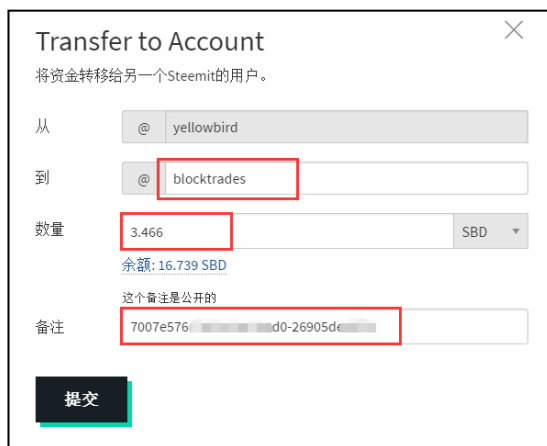 Transfer to Account
将资金转移给另一个Steemit的用户。
从 @ yellowbird
到 @ blocktrades
数量 3.466 SBD
余额: 16.739 SBD
这个备注是公开的
备注 7007e576 d0-26905de
提交